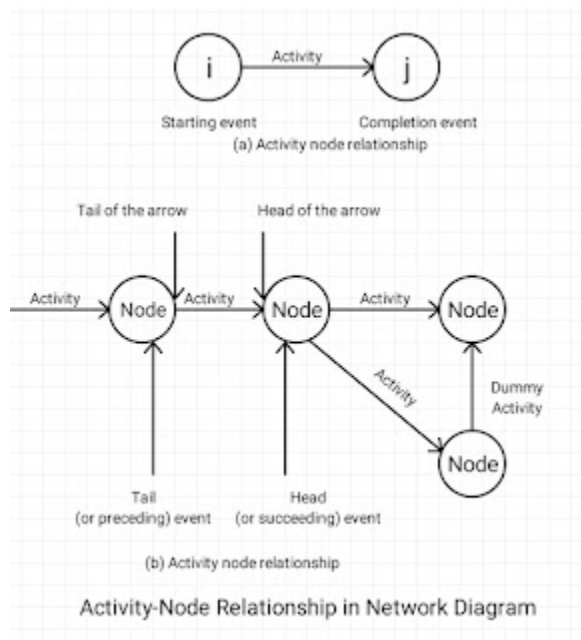 i
Activity
j
Starting event
Completion event
(a) Activity node relationship
Tail of the arrow
Head of the arrow
Activity
Node
Activity
Node
Activity
Node
Activity
Dummy
Activity
Node
Tail
(or preceding) event
Head
(or succeeding) event
(b) Activity node relationship
Activity-Node Relationship in Network Diagram